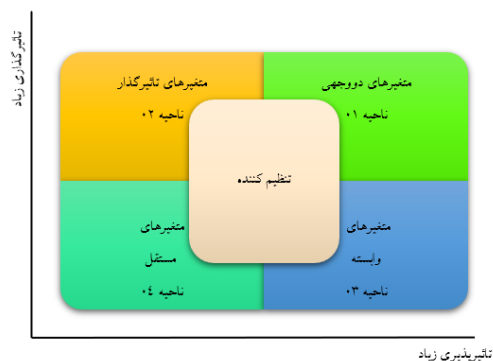 تاثیرگذاری زیاد
متغیرهای دووجهی
ناحیه ۰۱
متغیرهای تاثیرگذار
ناحیه ۰۲
تنظیم کننده
متغیرهای
وابسته
ناحیه ۰۳
متغیرهای
مستقل
ناحیه ۰۴
تاثیرپذیری زیاد